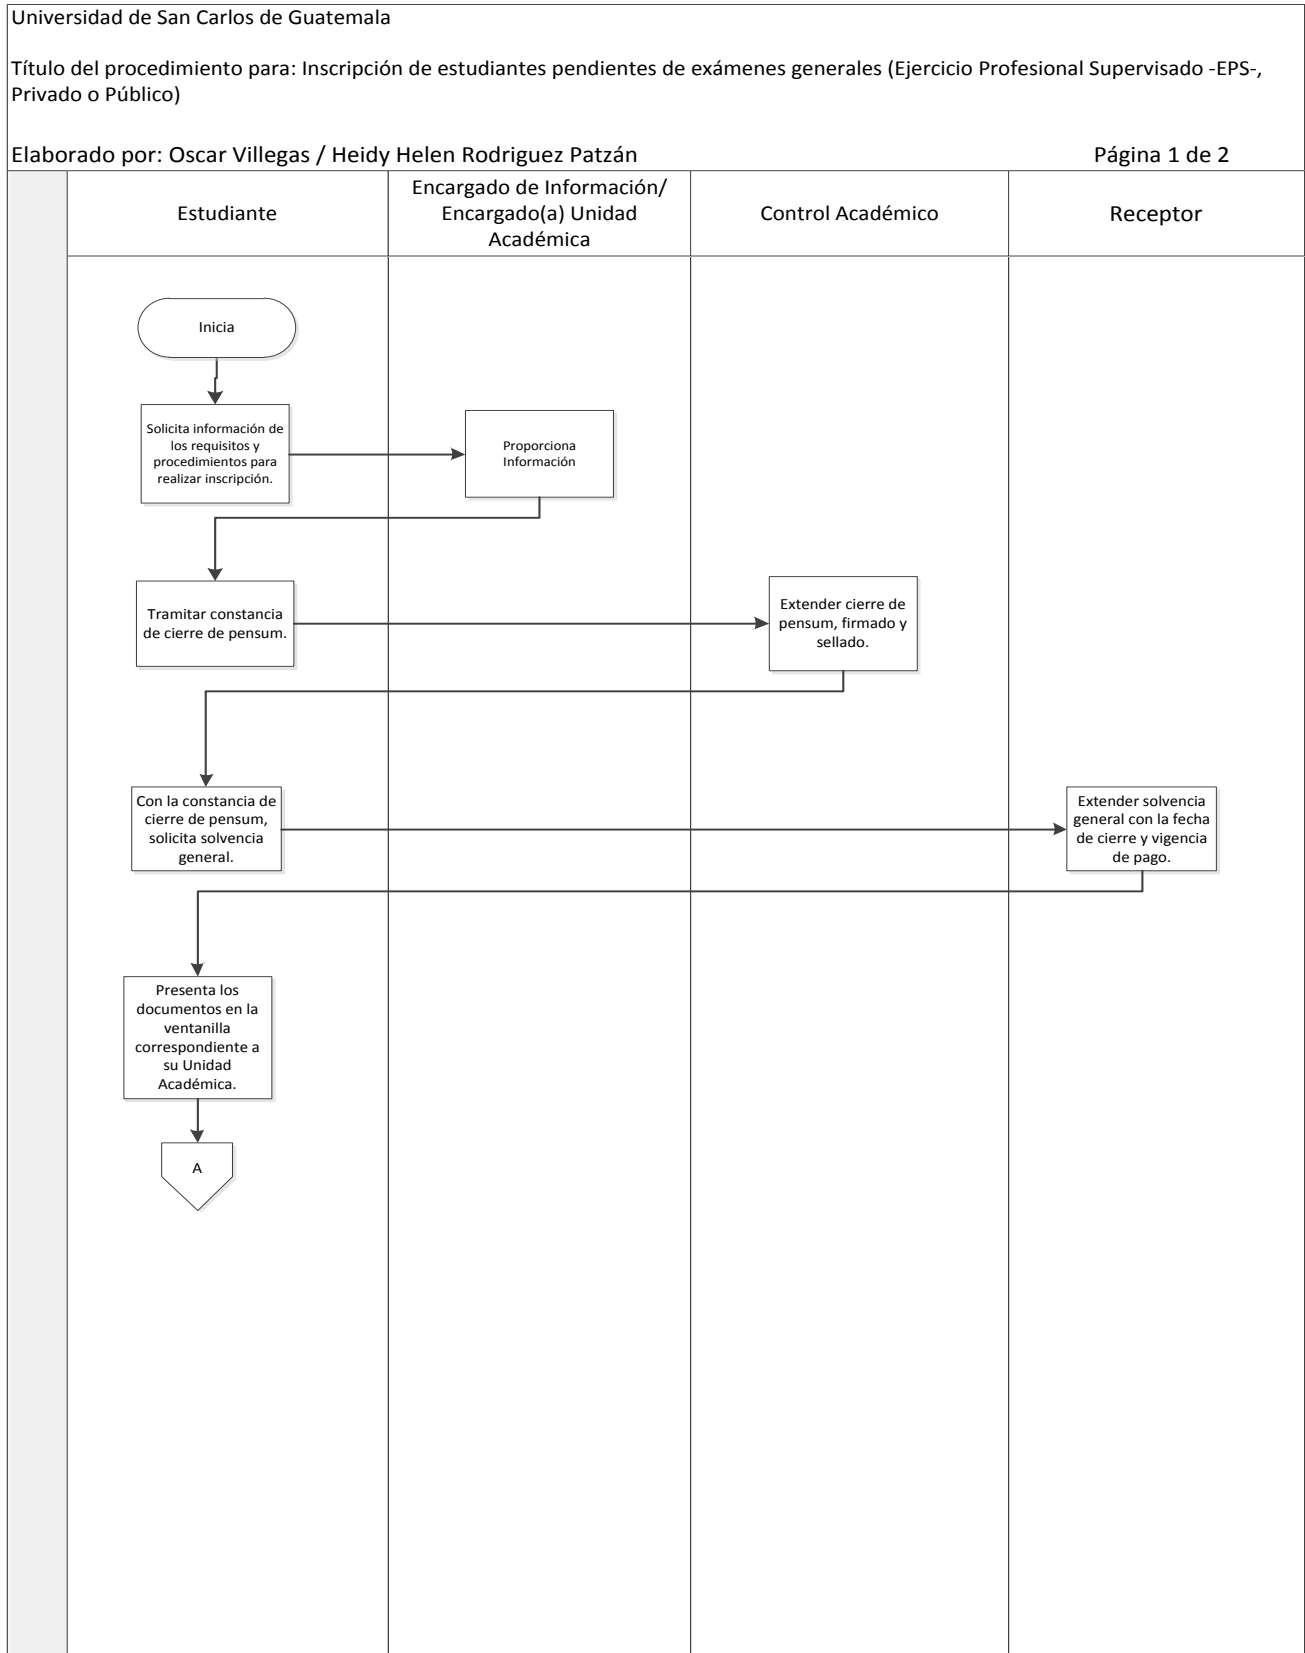 Universidad de San Carlos de Guatemala
Título del procedimiento para: Inscripción de estudiantes pendientes de exámenes generales (Ejercicio Profesional Supervisado -EPS-,
Privado o Público)
Elaborado por: Oscar Villegas / Heidy Helen Rodriguez Patzán
Página 1 de 2
Estudiante
Encargado de Información/
Encargado(a) Unidad
Académica
Control Académico
Receptor
Inicia
Solicita información de
los requisitos y
procedimientos para
realizar inscripción.
Proporciona
Información
Tramitar constancia
de cierre de pensum.
Extender cierre de
pensum, firmado y
sellado.
Con la constancia de
cierre de pensum,
solicita solvencia
general.
Extender solvencia
general con la fecha
de cierre y vigencia
de pago.
Presenta los
documentos en la
ventanilla
correspondiente a
su Unidad
Académica.
A